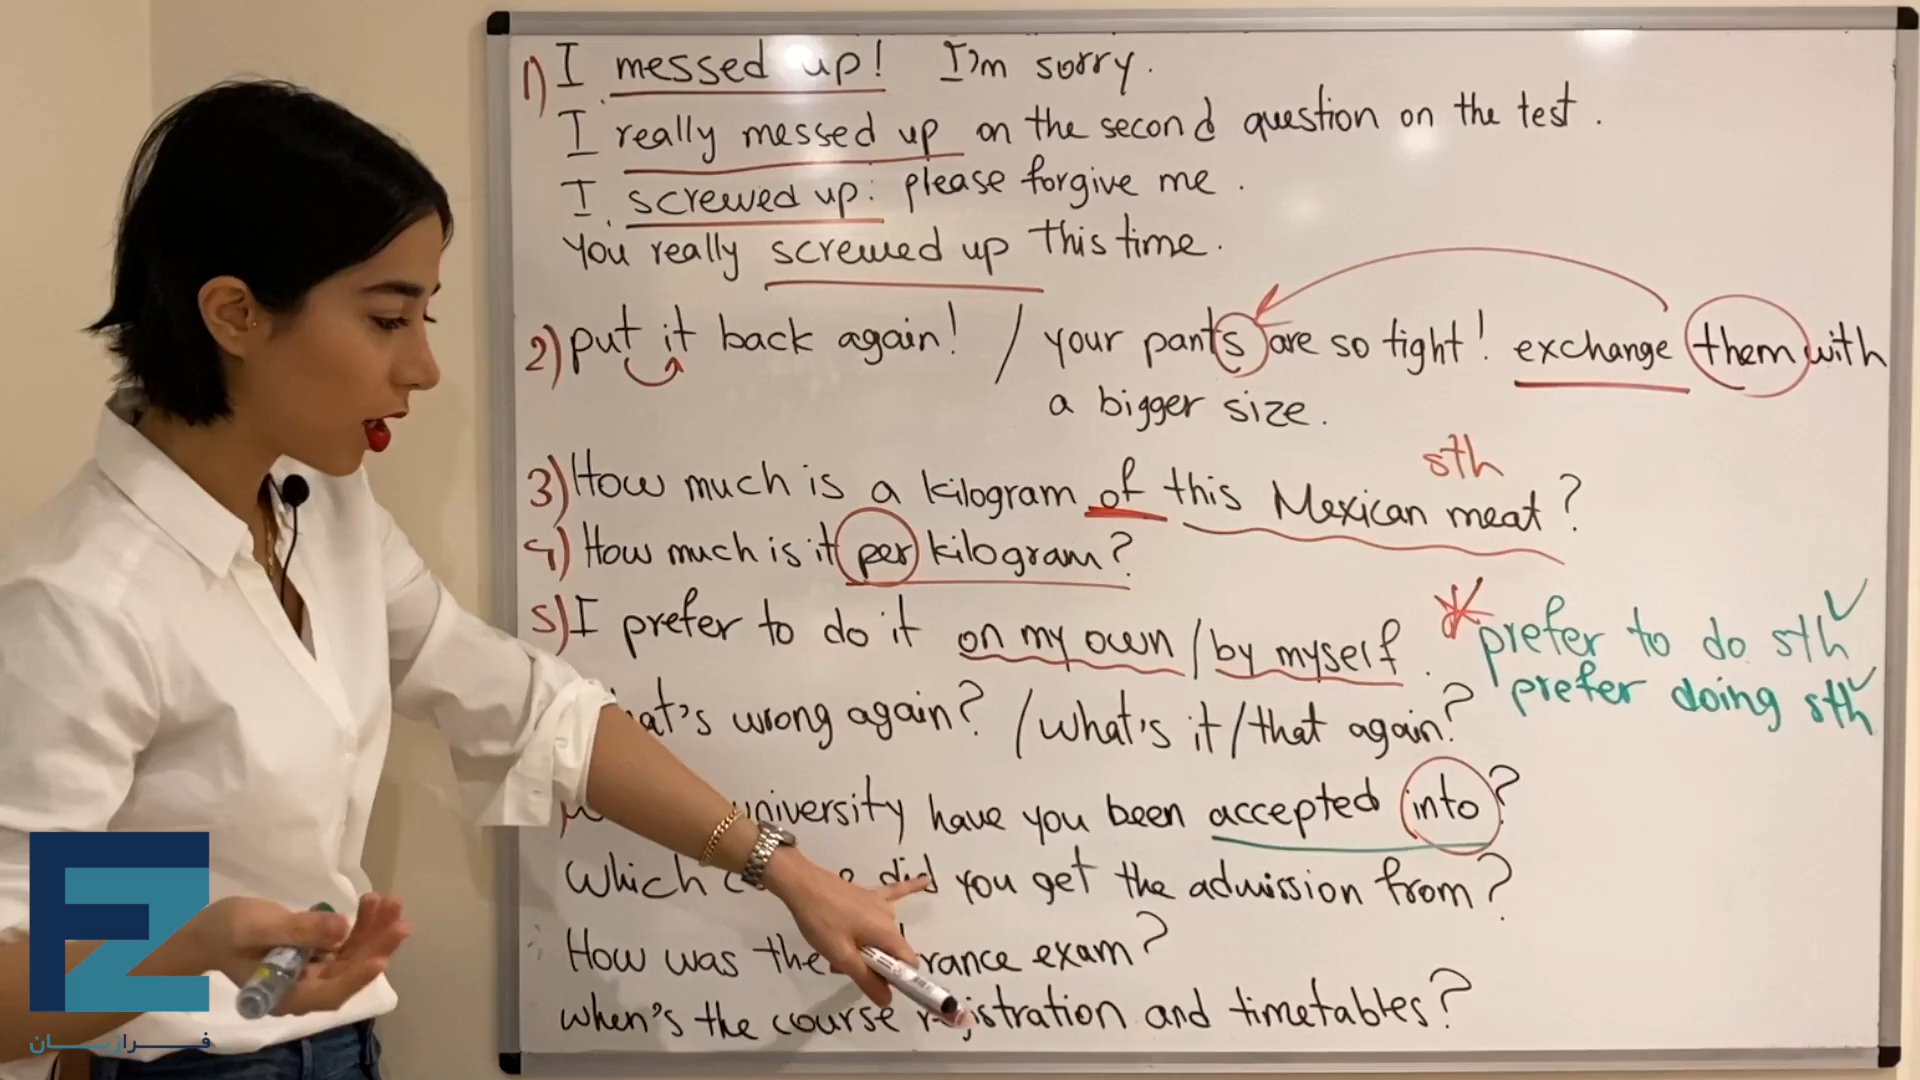 1) I messed up! I'm sorry.
I really messed up on the second question on the test.
I screwed up. please forgive me.
You really screwed up this time.
2) put it back again! / your pants are so tight! exchange them with
a bigger size.
sth
3) How much is a kilogram of this Mexican meat?
4) How much is it per kilogram?
5) I prefer to do it on my own / by myself.
* prefer to do sth ✓
prefer doing sth ✓
wrong again? / what's it / that again?
university have you been accepted into?
Which did you get the admission from?
How was the exam?
when's the course registration and timetables?
FZ
فرازبان